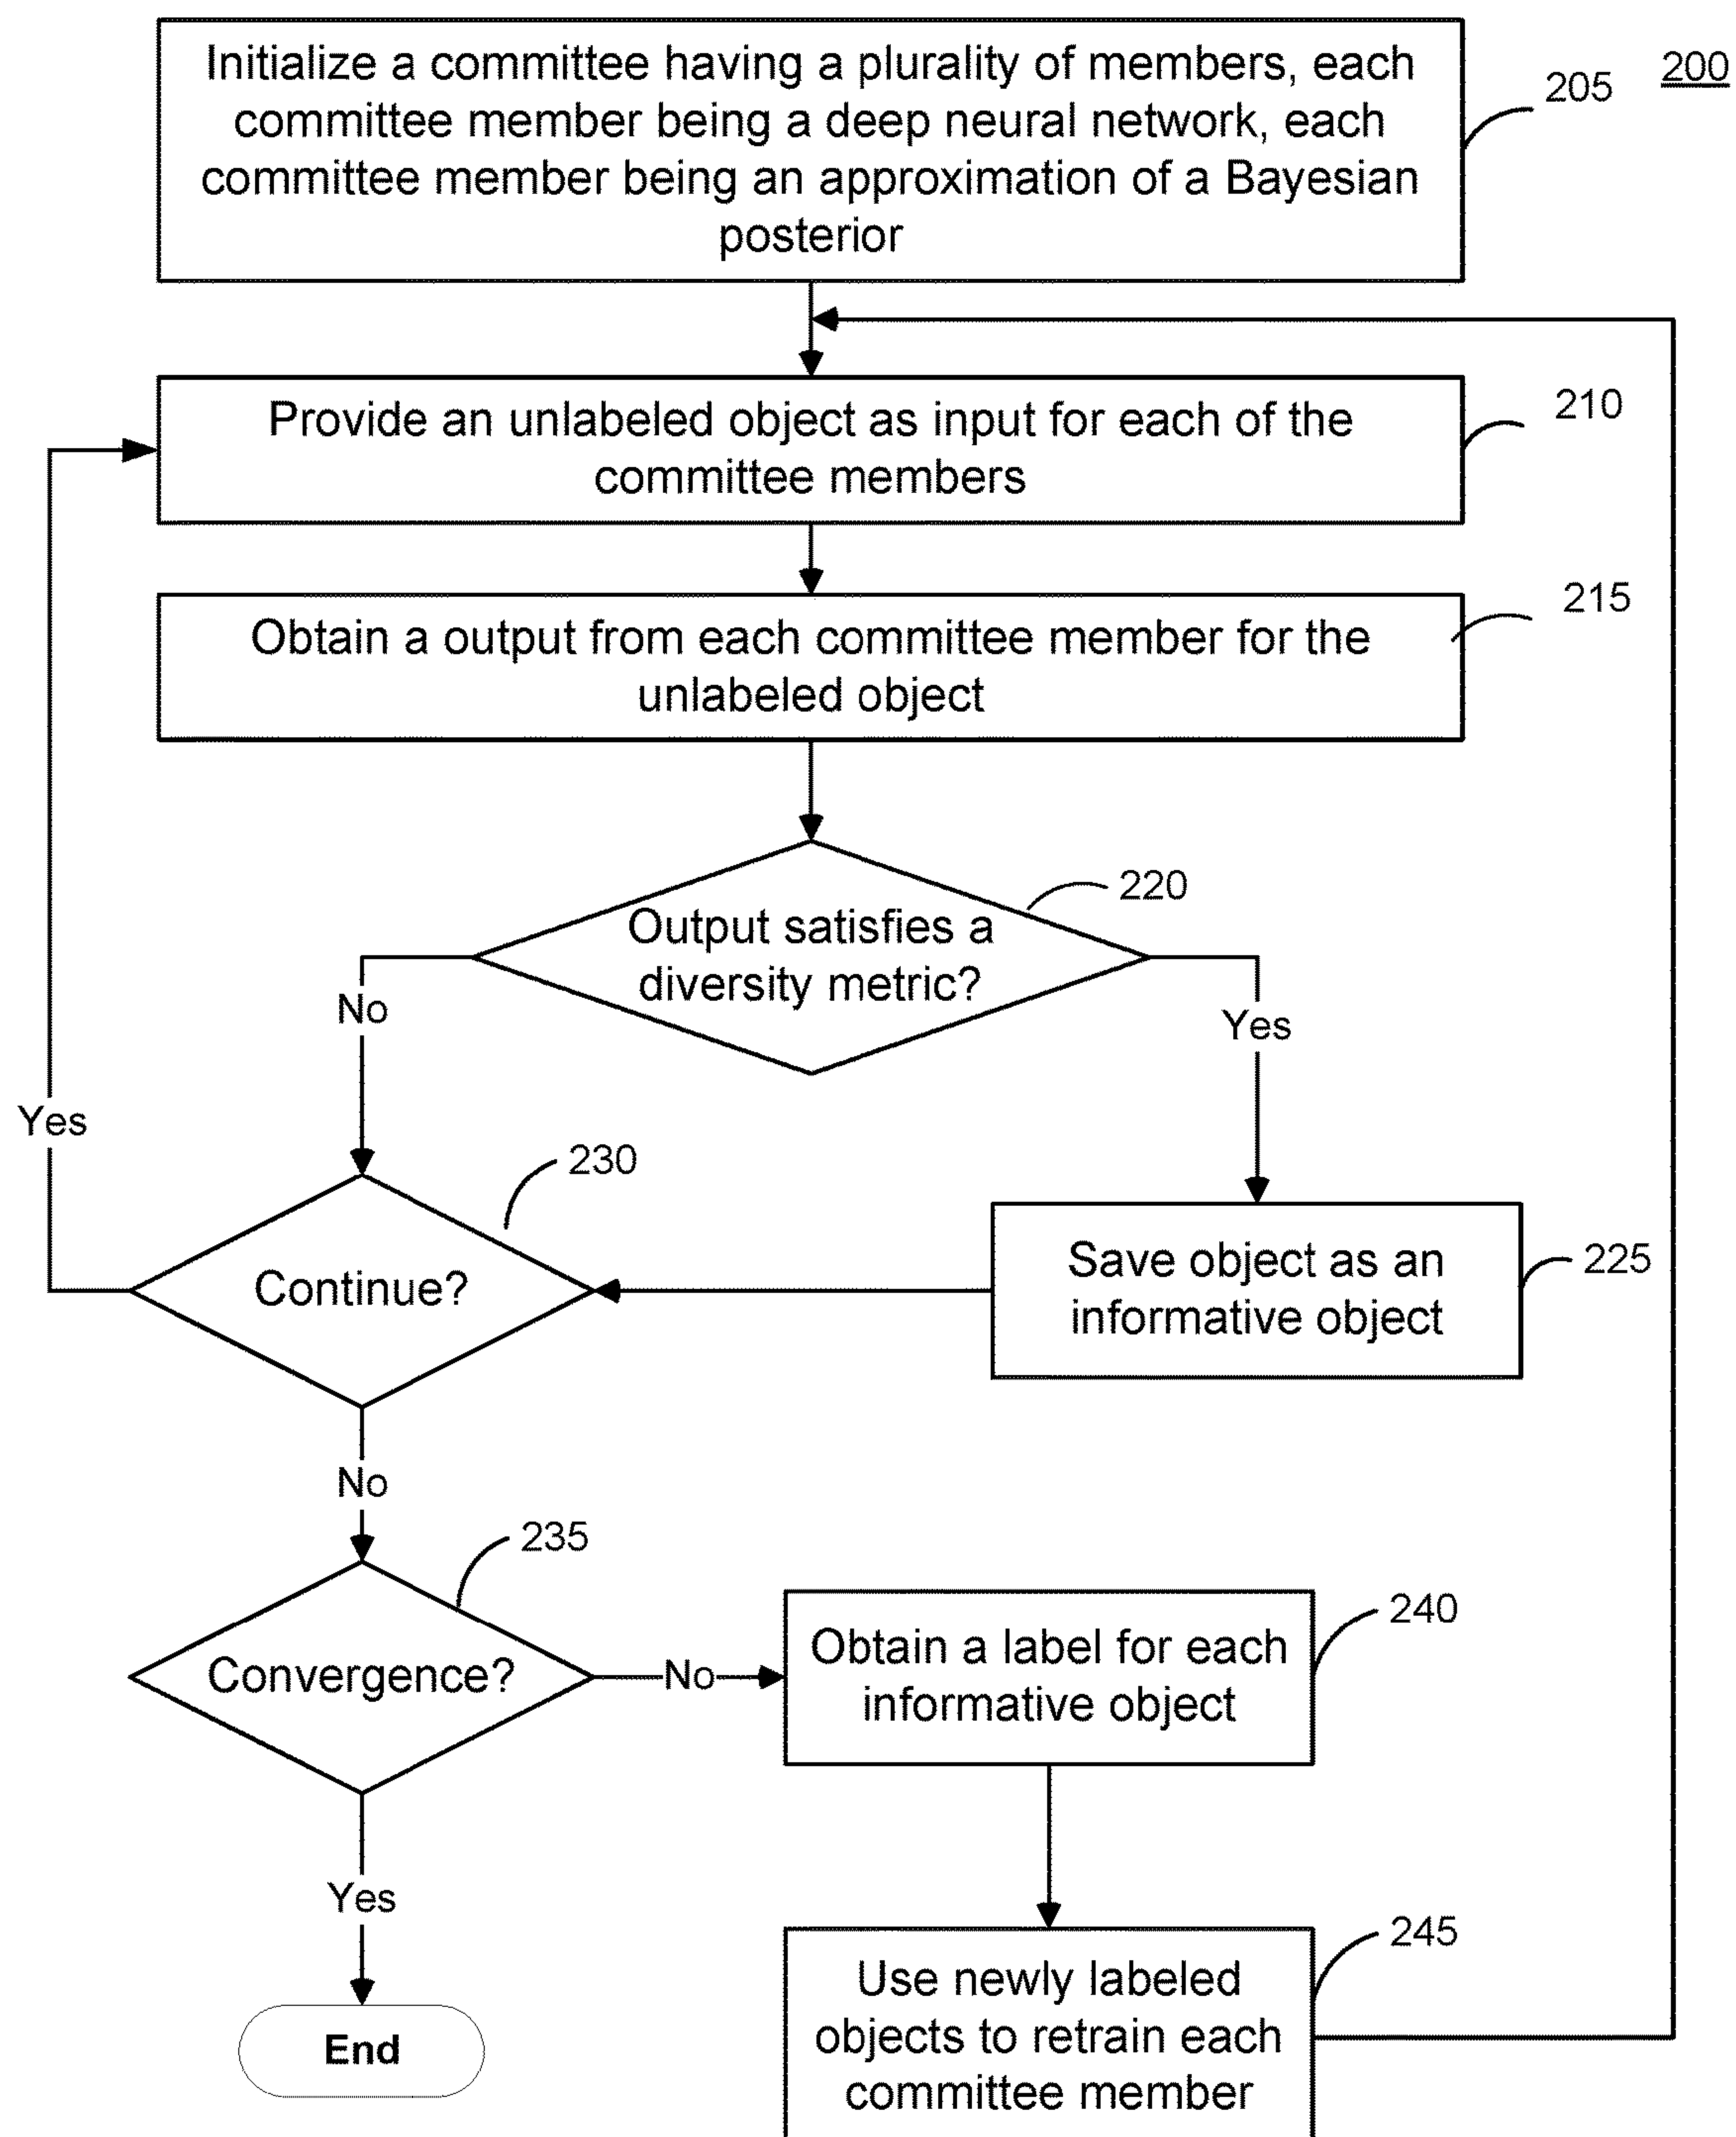 200
Initialize a committee having a plurality of members, each
committee member being a deep neural network, each
committee member being an approximation of a Bayesian
posterior
205
Provide an unlabeled object as input for each of the
committee members
210
Obtain a output from each committee member for the
unlabeled object
215
Output satisfies a
diversity metric?
220
No
Yes
Yes
Continue?
230
Save object as an
informative object
225
No
Convergence?
235
No
Obtain a label for each
informative object
240
Yes
End
Use newly labeled
objects to retrain each
committee member
245